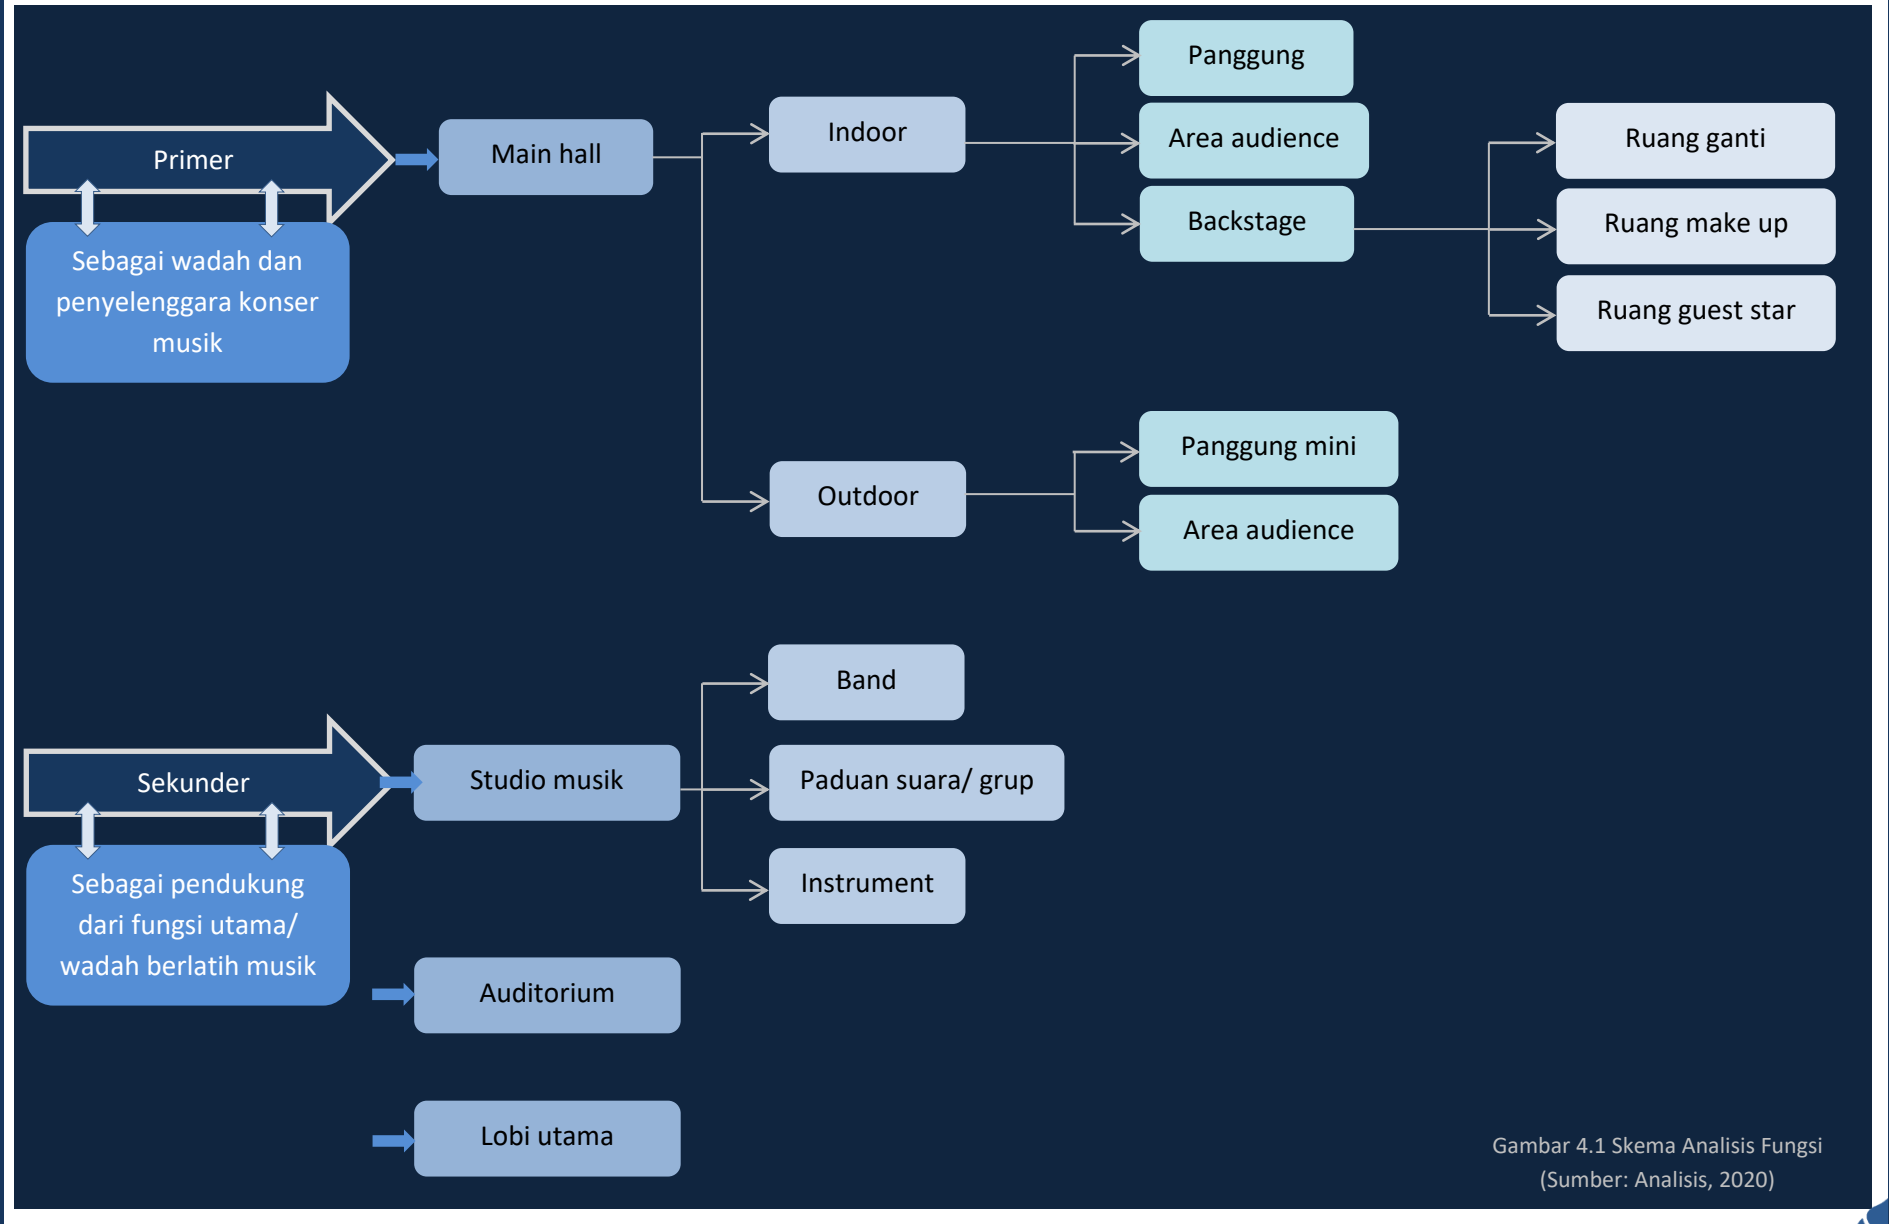 Primer
Sebagai wadah dan
penyelenggara konser
musik
Main hall
Indoor
Panggung
Area audience
Backstage
Ruang ganti
Ruang make up
Ruang guest star
Outdoor
Panggung mini
Area audience
Sekunder
Sebagai pendukung
dari fungsi utama/
wadah berlatih musik
Studio musik
Band
Paduan suara/ grup
Instrument
Auditorium
Lobi utama
Gambar 4.1 Skema Analisis Fungsi
(Sumber: Analisis, 2020)